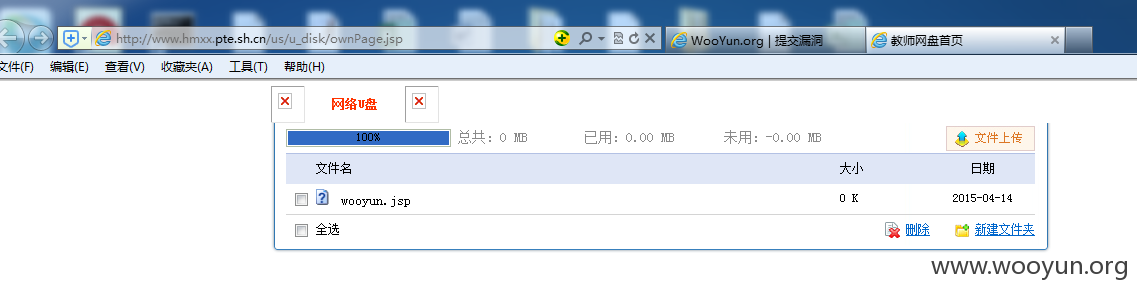 http://www.hmxx.pte.sh.cn/us/u_disk/ownPage.jsp
WooYun.org | 提交漏洞
教师网盘首页
文件(F) 编辑(E) 查看(V) 收藏夹(A) 工具(T) 帮助(H)
网络U盘
100% 总共: 0 MB 已用: 0.00 MB 未用: -0.00 MB 文件上传
文件名 大小 日期
wooyun.jsp 0 K 2015-04-14
全选 删除 新建文件夹
www.wooyun.org